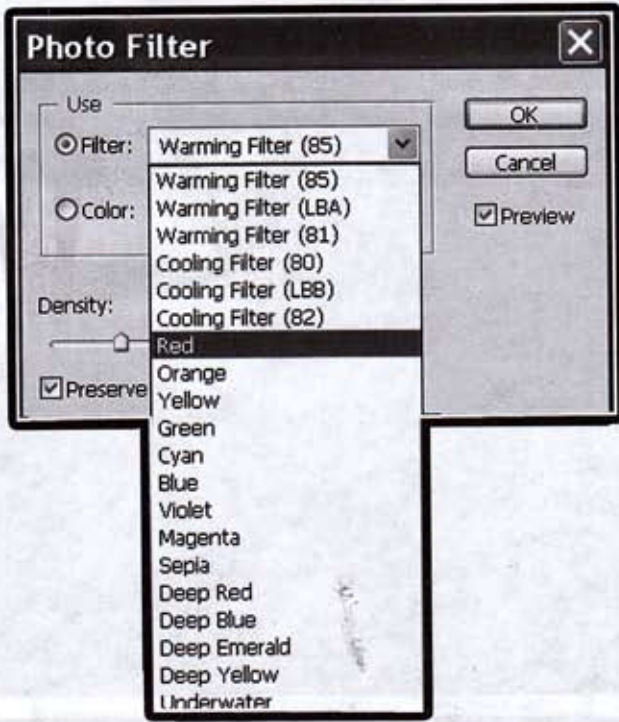 Photo Filter
Use
Filter: Warming Filter (85)
OK
Cancel
Preview
Warming Filter (85)
Warming Filter (LBA)
Color:
Warming Filter (81)
Cooling Filter (80)
Cooling Filter (LBB)
Density:
Cooling Filter (82)
Red
Orange
Preserve
Yellow
Green
Cyan
Blue
Violet
Magenta
Sepia
Deep Red
Deep Blue
Deep Emerald
Deep Yellow
Underwater